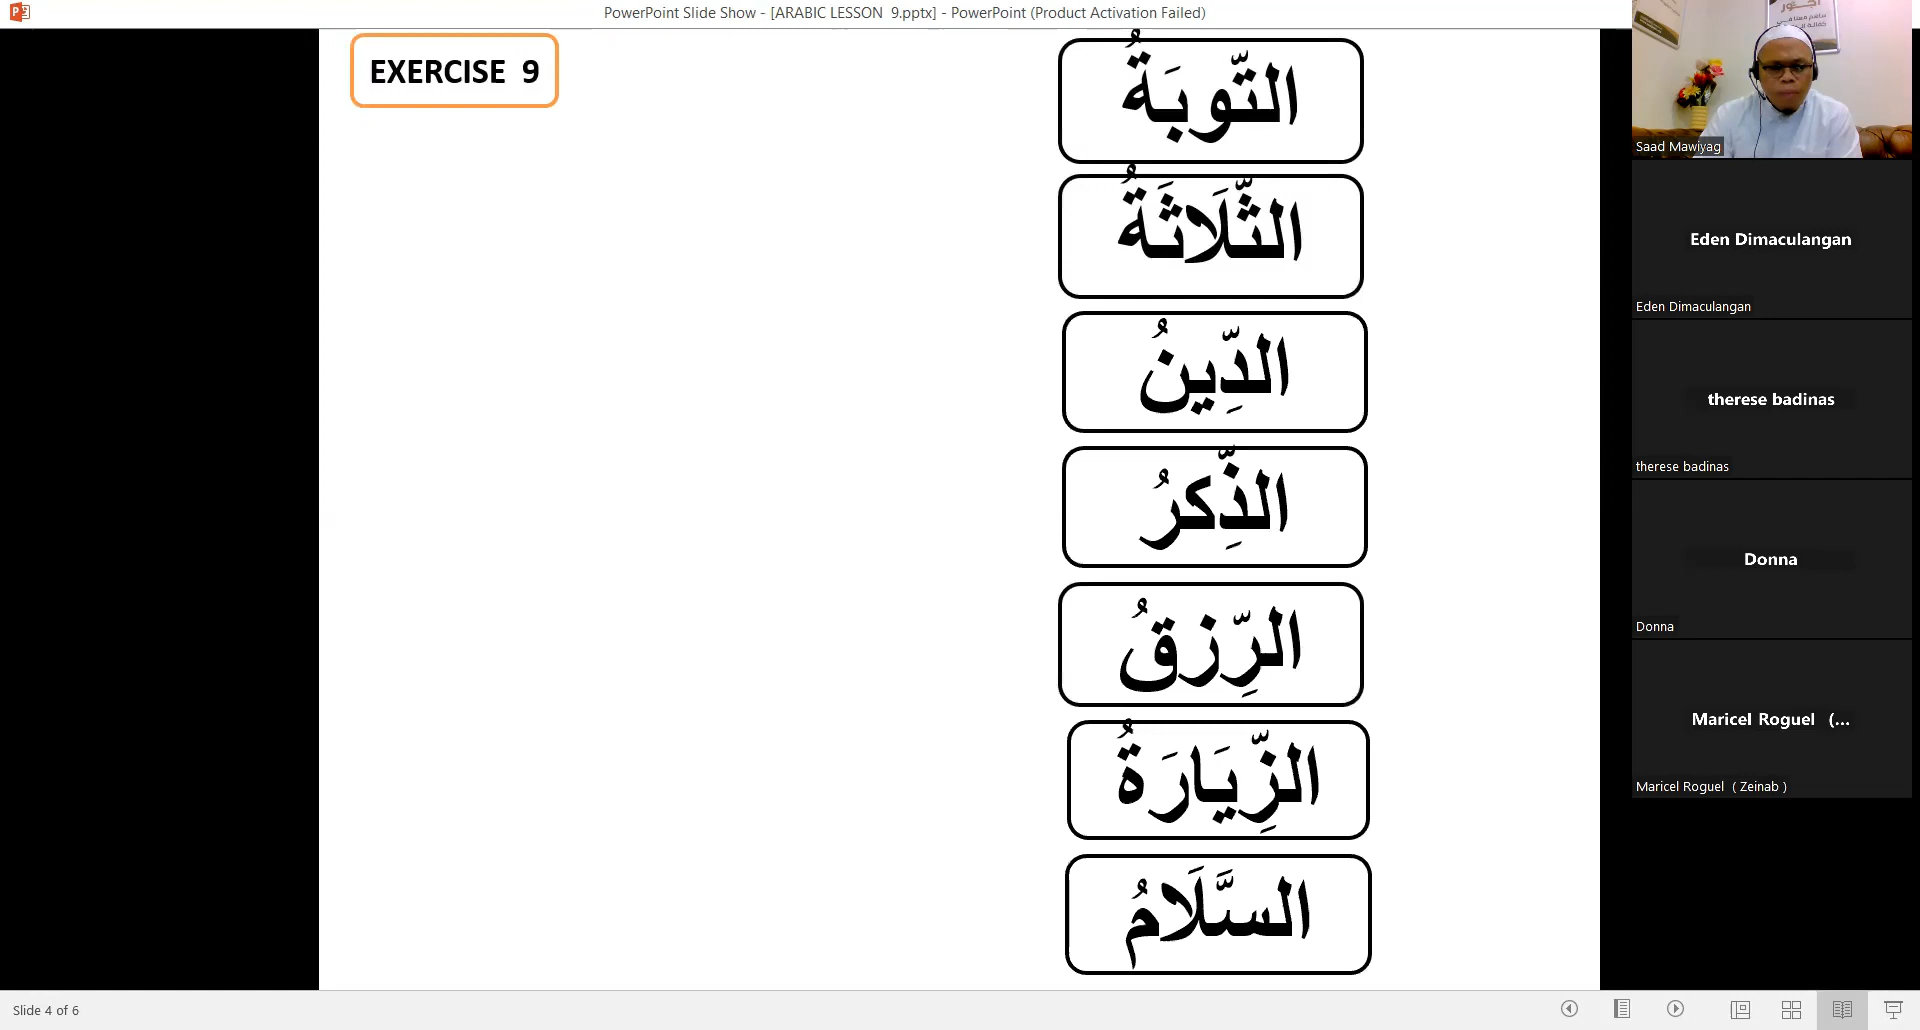 PowerPoint Slide Show - [ARABIC LESSON  9.pptx] - PowerPoint (Product Activation Failed)
EXERCISE  9
التّوبَةُ
الثّلَاثَةُ
الدِّينُ
الذِّكرُ
الرِّزقُ
الزِّيَارَةُ
السَّلَامُ
Saad Mawiyag
Eden Dimaculangan
Eden Dimaculangan
therese badinas
therese badinas
Donna
Donna
Maricel Roguel  (...
Maricel Roguel  ( Zeinab )
Slide 4 of 6